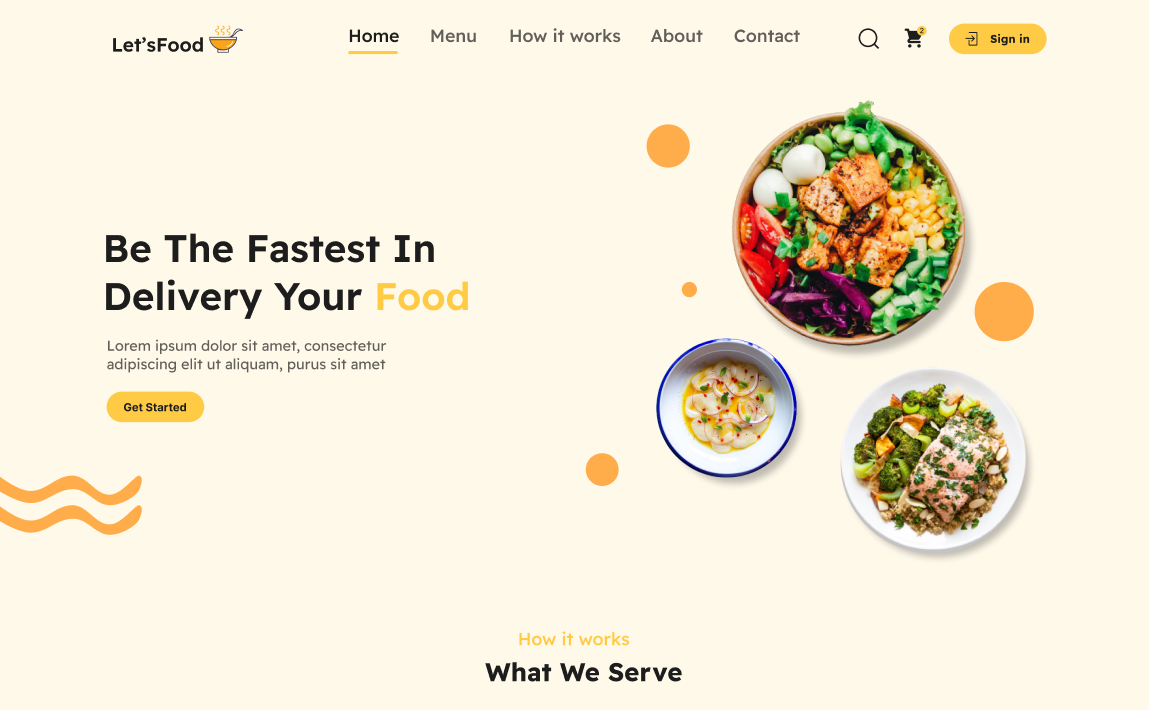 Let'sFood
Home
Menu
How it works
About
Contact
2
Sign in
Be The Fastest In
Delivery Your Food
Lorem ipsum dolor sit amet, consectetur
adipiscing elit ut aliquam, purus sit amet
Get Started
How it works
What We Serve